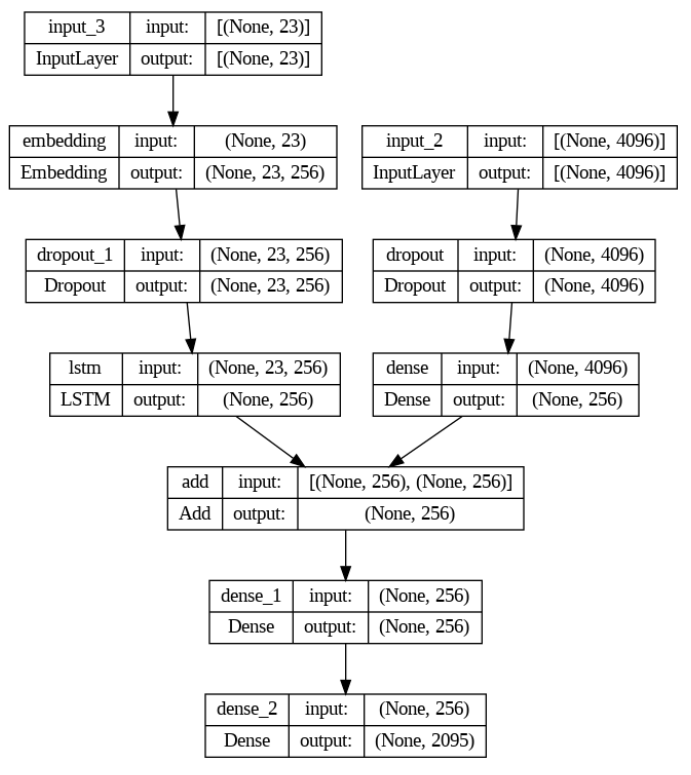 input_3 input: [(None, 23)]
InputLayer output: [(None, 23)]
embedding input: (None, 23)
Embedding output: (None, 23, 256)
input_2 input: [(None, 4096)]
InputLayer output: [(None, 4096)]
dropout_1 input: (None, 23, 256)
Dropout output: (None, 23, 256)
dropout input: (None, 4096)
Dropout output: (None, 4096)
lstm input: (None, 23, 256)
LSTM output: (None, 256)
dense input: (None, 4096)
Dense output: (None, 256)
add input: [(None, 256), (None, 256)]
Add output: (None, 256)
dense_1 input: (None, 256)
Dense output: (None, 256)
dense_2 input: (None, 256)
Dense output: (None, 2095)